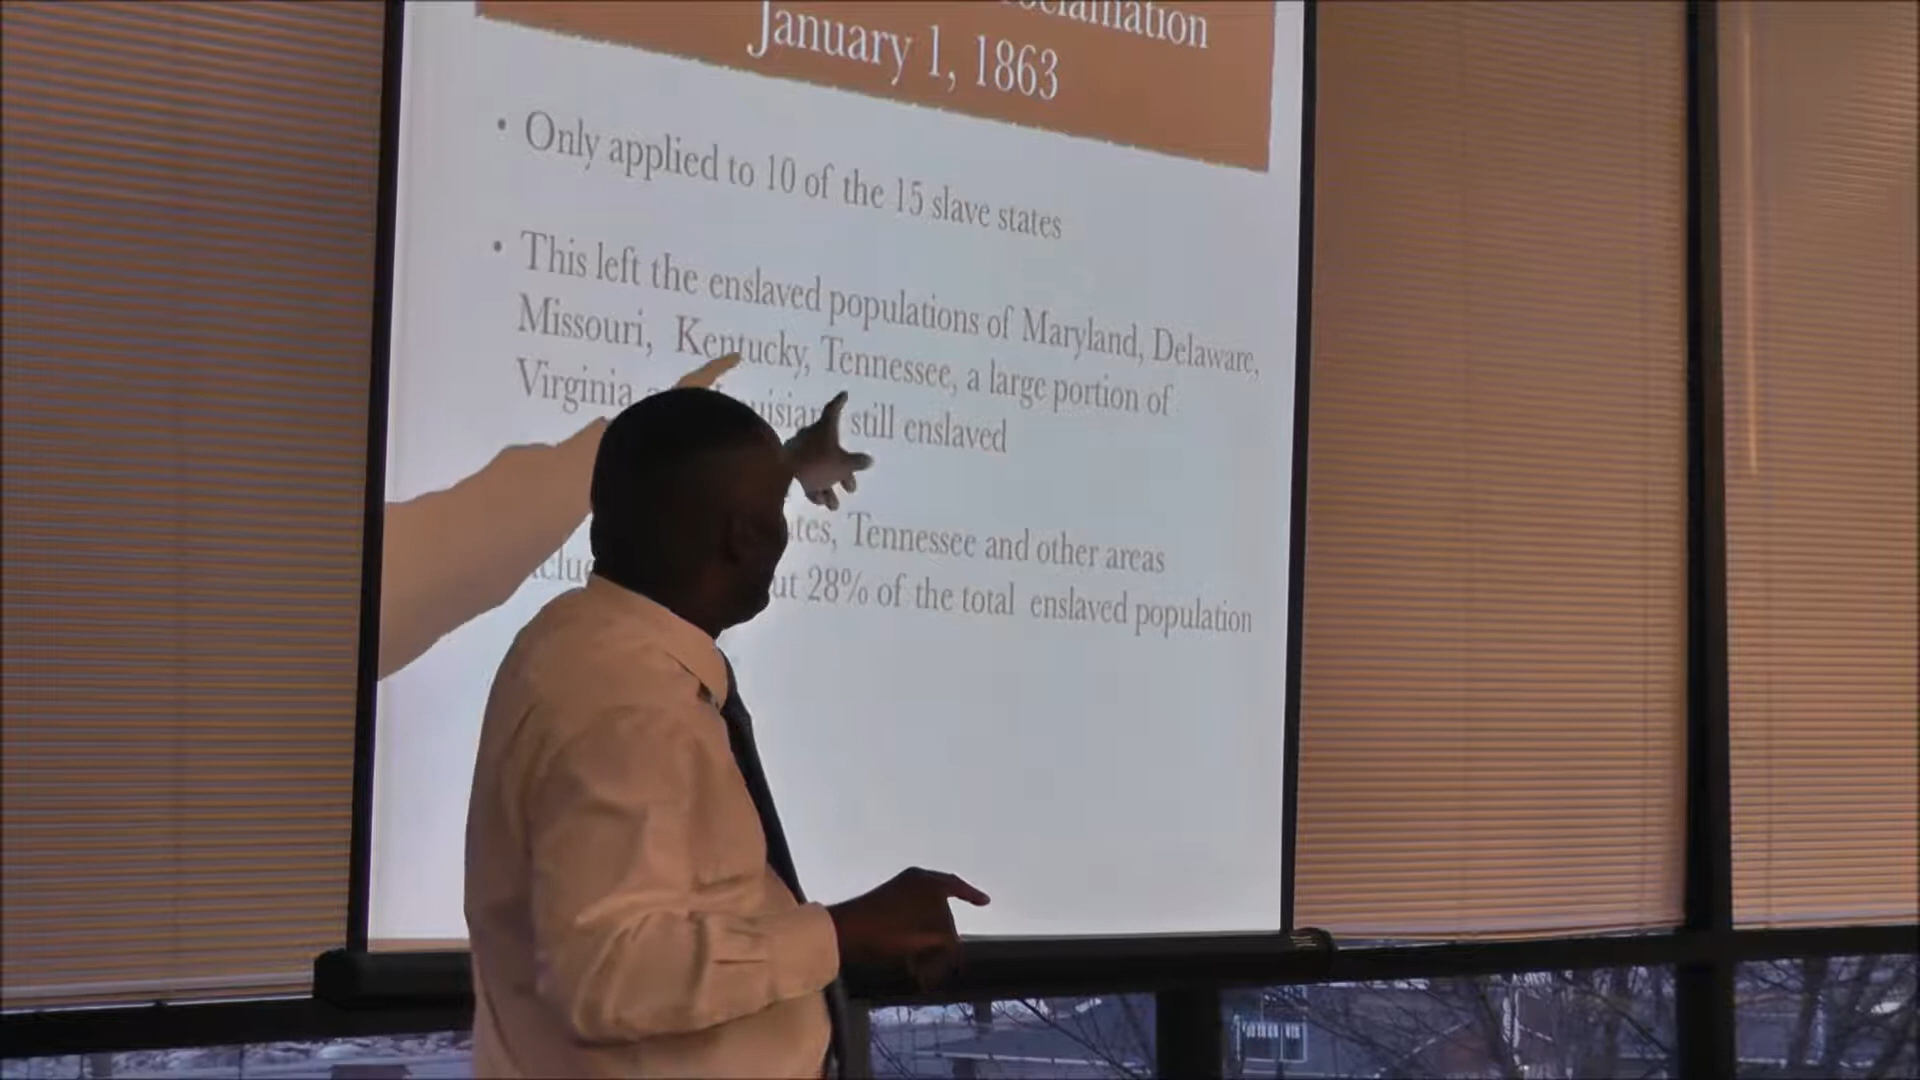 January 1, 1863
• Only applied to 10 of the 15 slave states
• This left the enslaved populations of Maryland, Delaware,
Missouri, Kentucky, Tennessee, a large portion of
Virginia still enslaved
Tennessee and other areas
28% of the total enslaved population